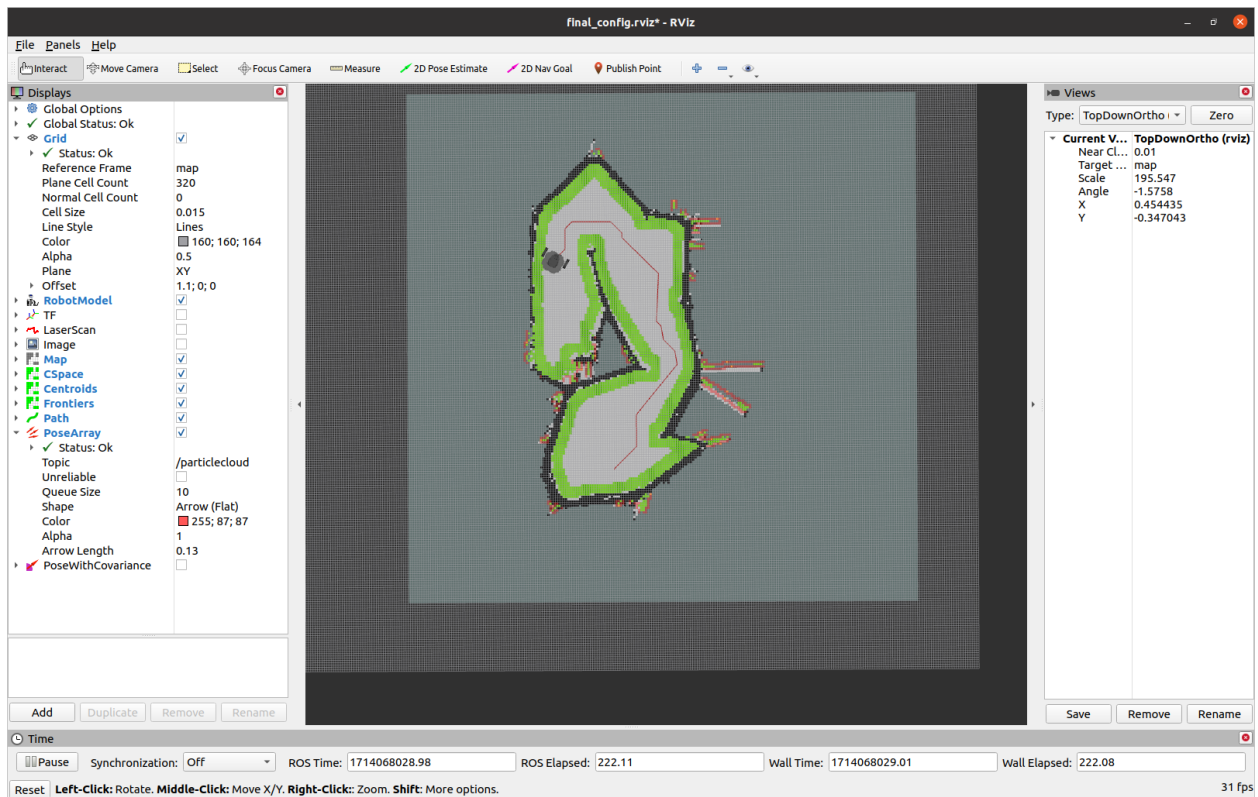 final_config.rviz* - RViz
File Panels Help
Interact Move Camera Select Focus Camera Measure 2D Pose Estimate 2D Nav Goal Publish Point
Displays
Global Options
Global Status: Ok
Grid
Status: Ok
Reference Frame map
Plane Cell Count 320
Normal Cell Count 0
Cell Size 0.015
Line Style Lines
Color 160; 160; 164
Alpha 0.5
Plane XY
Offset 1.1; 0; 0
RobotModel
TF
LaserScan
Image
Map
CSpace
Centroids
Frontiers
Path
PoseArray
Status: Ok
Topic /particlecloud
Unreliable
Queue Size 10
Shape Arrow (Flat)
Color 255; 87; 87
Alpha 1
Arrow Length 0.13
PoseWithCovariance
Add Duplicate Remove Rename
Views
Type: TopDownOrtho ( Zero
Current V... TopDownOrtho (rviz)
Near Cl... 0.01
Target ... map
Scale 195.547
Angle -1.5758
X 0.454435
Y -0.347043
Save Remove Rename
Time
Pause Synchronization: Off ROS Time: 1714068028.98 ROS Elapsed: 222.11 Wall Time: 1714068029.01 Wall Elapsed: 222.08
Reset Left-Click: Rotate. Middle-Click: Move X/Y. Right-Click:: Zoom. Shift: More options. 31 fps